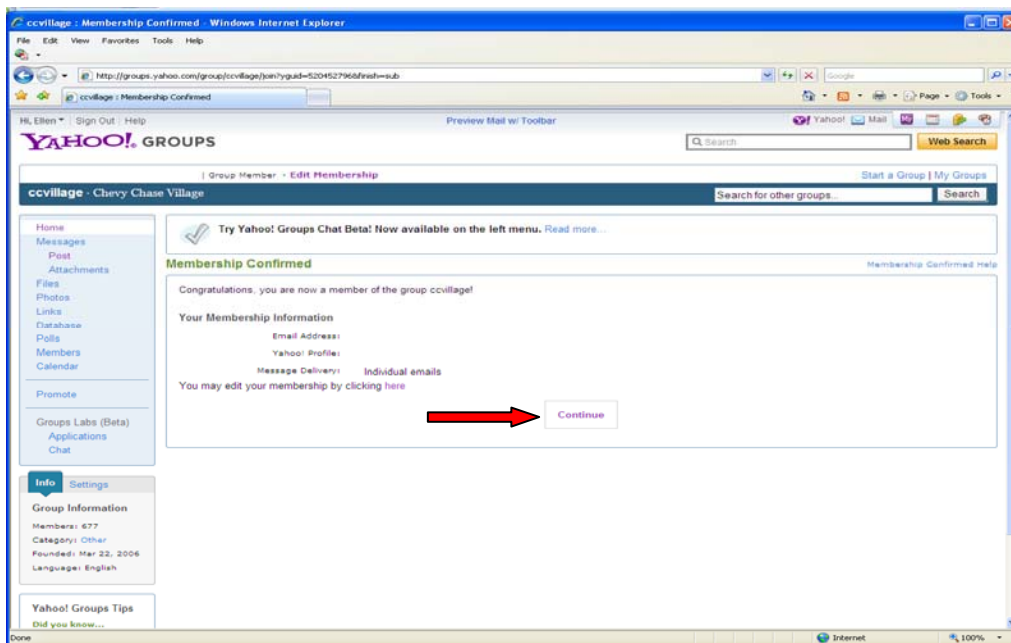 ccvillage : Membership Confirmed - Windows Internet Explorer
File Edit View Favorites Tools Help
http://groups.yahoo.com/group/ccvillage/join?yguid=520452796&finish=sub
Google
ccvillage : Membership Confirmed
Page Tools
Hi, Ellen Sign Out Help
Preview Mail w/ Toolbar
Yahoo! Mail
YAHOO! GROUPS
Search
Web Search
| Group Member - Edit Membership
Start a Group | My Groups
ccvillage · Chevy Chase Village
Search for other groups...
Search
Home
Messages
Post
Attachments
Files
Photos
Links
Database
Polls
Members
Calendar
Promote
Groups Labs (Beta)
Applications
Chat
Info Settings
Group Information
Members: 677
Category: Other
Founded: Mar 22, 2006
Language: English
Yahoo! Groups Tips
Did you know...
Try Yahoo! Groups Chat Beta! Now available on the left menu. Read more...
Membership Confirmed
Membership Confirmed Help
Congratulations, you are now a member of the group ccvillage!
Your Membership Information
Email Address:
Yahoo! Profile:
Message Delivery: Individual emails
You may edit your membership by clicking here
Continue
Done
Internet
100%